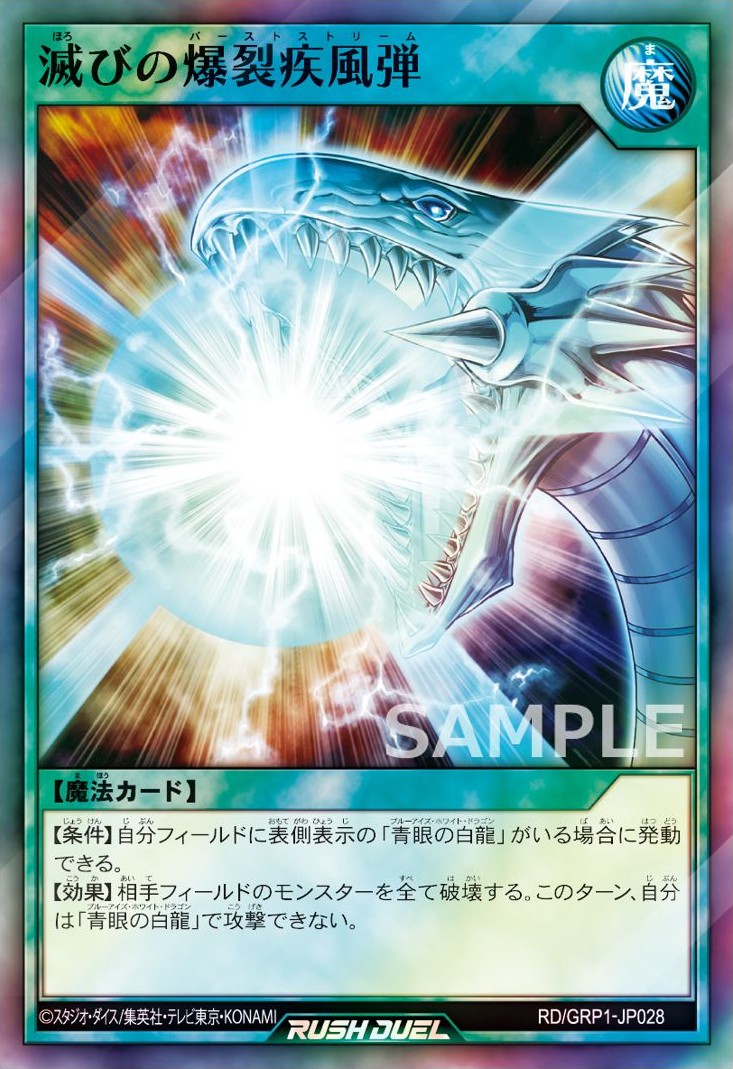 滅びの爆裂疾風弾
ほろ バーストストリーム
魔
ま
SAMPLE
【魔法カード】
ま ほう
【条件】自分フィールドに表側表示の「青眼の白龍」がいる場合に発動
じょう けん じ ぶん おもて がわ ひょう じ ブルーアイズ・ホワイト・ドラゴン ば あい はつ どう
できる。
【効果】相手フィールドのモンスターを全て破壊する。このターン、自分
こう か あい て すべ は かい じ ぶん
は「青眼の白龍」で攻撃できない。
ブルーアイズ・ホワイト・ドラゴン こう げき
©スタジオ・ダイス/集英社・テレビ東京・KONAMI
RUSH DUEL
RD/GRP1-JP028